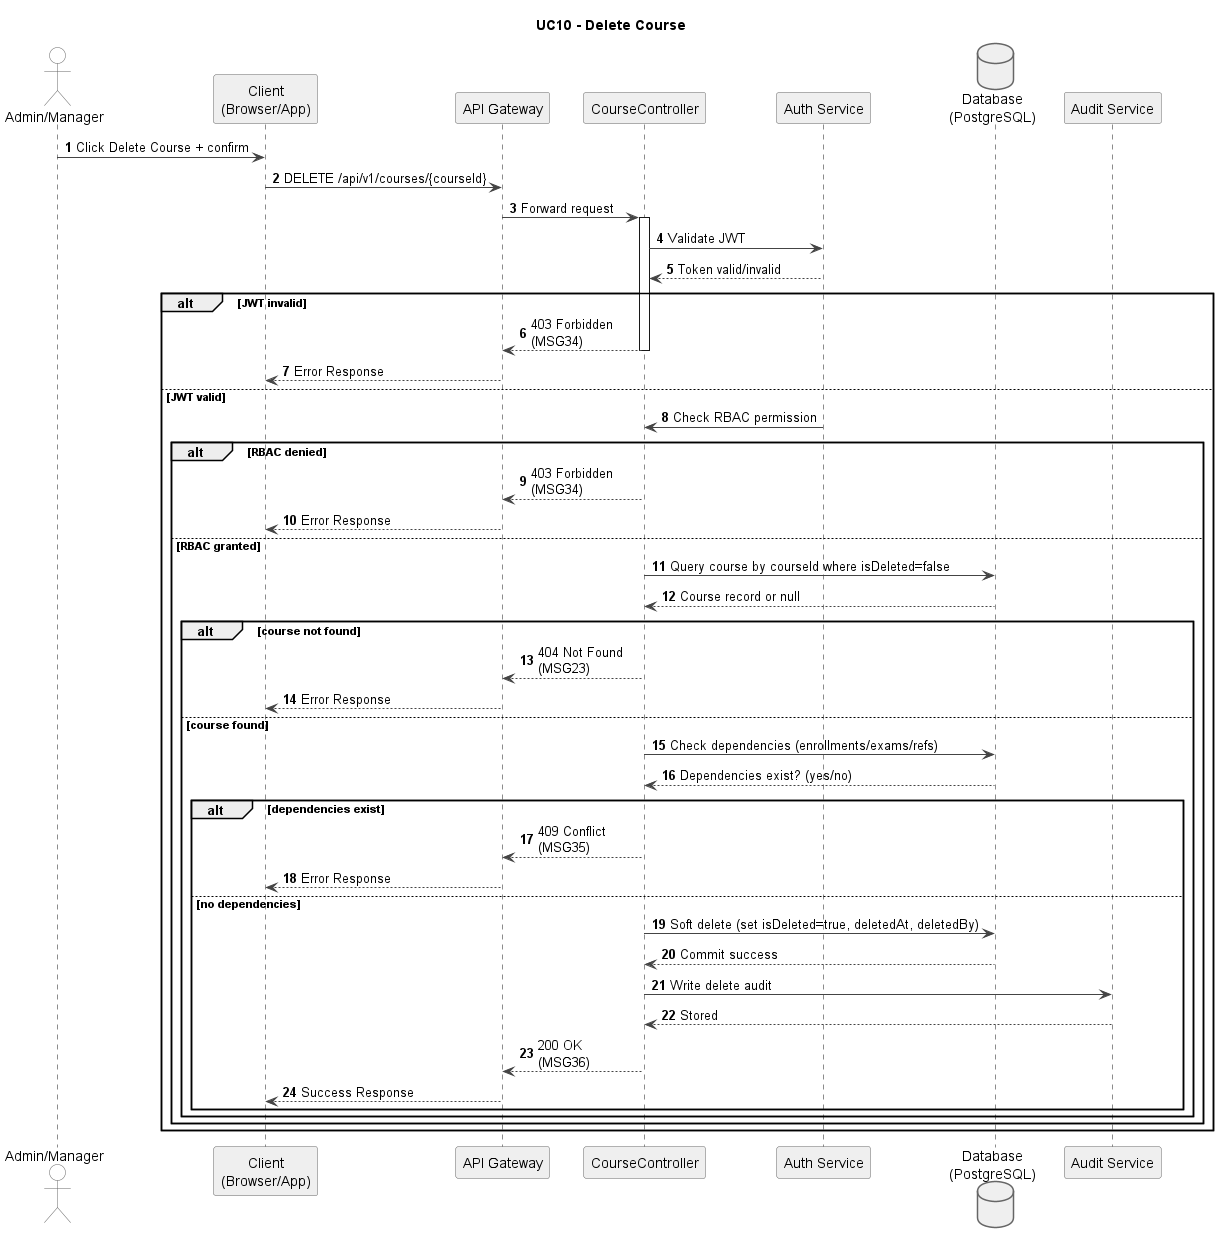 UC10 - Delete Course
Admin/Manager
Client
(Browser/App)
API Gateway
CourseController
Auth Service
Database
(PostgreSQL)
Audit Service
1 Click Delete Course + confirm
2 DELETE /api/v1/courses/{courseId}
3 Forward request
4 Validate JWT
5 Token valid/invalid
alt [JWT invalid]
6 403 Forbidden
(MSG34)
7 Error Response
[JWT valid]
8 Check RBAC permission
alt [RBAC denied]
9 403 Forbidden
(MSG34)
10 Error Response
[RBAC granted]
11 Query course by courseId where isDeleted=false
12 Course record or null
alt [course not found]
13 404 Not Found
(MSG23)
14 Error Response
[course found]
15 Check dependencies (enrollments/exams/refs)
16 Dependencies exist? (yes/no)
alt [dependencies exist]
17 409 Conflict
(MSG35)
18 Error Response
[no dependencies]
19 Soft delete (set isDeleted=true, deletedAt, deletedBy)
20 Commit success
21 Write delete audit
22 Stored
23 200 OK
(MSG36)
24 Success Response
Admin/Manager
Client
(Browser/App)
API Gateway
CourseController
Auth Service
Database
(PostgreSQL)
Audit Service